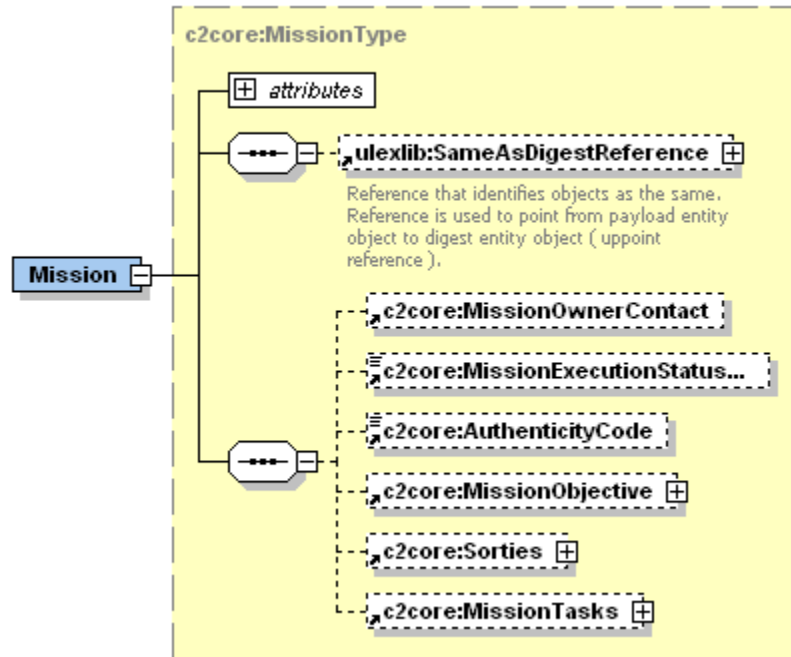 c2core:MissionType
attributes
ulexlib:SameAsDigestReference
Reference that identifies objects as the same.
Reference is used to point from payload entity
object to digest entity object ( uppoint
reference ).
Mission
c2core:MissionOwnerContact
c2core:MissionExecutionStatus...
c2core:AuthenticityCode
c2core:MissionObjective
c2core:Sorties
c2core:MissionTasks